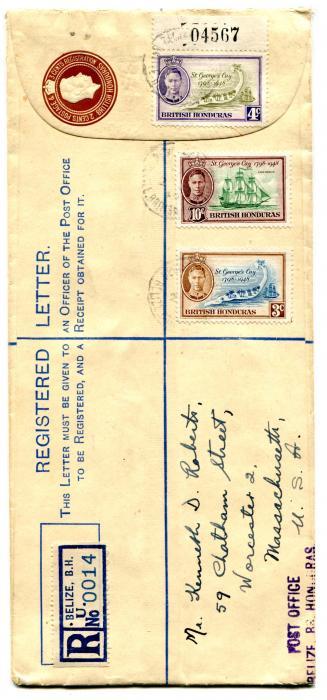 04567
St. George's Cay
1798-1948
4c
BRITISH HONDURAS
St. George's Cay 1798-1948
10c
BRITISH HONDURAS
St. George's Cay
1798-1948
3c
BRITISH HONDURAS
REGISTERED LETTER.
THIS LETTER MUST BE GIVEN TO AN OFFICER OF THE POST OFFICE
TO BE REGISTERED, AND A RECEIPT OBTAINED FOR IT.
R
BELIZE, B.H.
U.
No 0014
Mr. Kenneth D. Roberts,
59 Chatham Street,
Worcester 2,
Massachusetts,
U. S. A.
POST OFFICE
BELIZE BR. HONDURAS